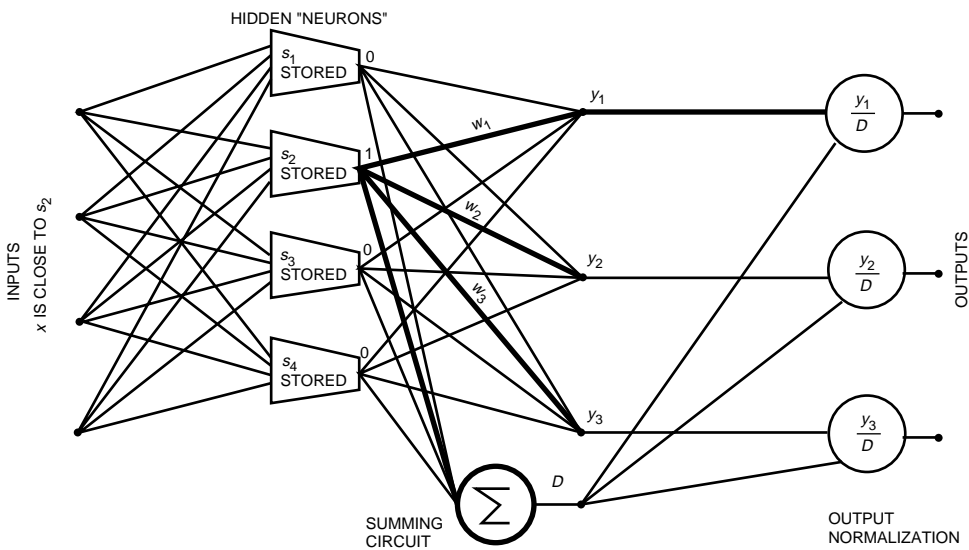 HIDDEN "NEURONS"
s1
STORED
0
s2
STORED
1
s3
STORED
0
s4
STORED
0
INPUTS
x IS CLOSE TO s2
w1
w2
w3
y1
y2
y3
D
Σ
SUMMING
CIRCUIT
y1
D
y2
D
y3
D
OUTPUTS
OUTPUT
NORMALIZATION